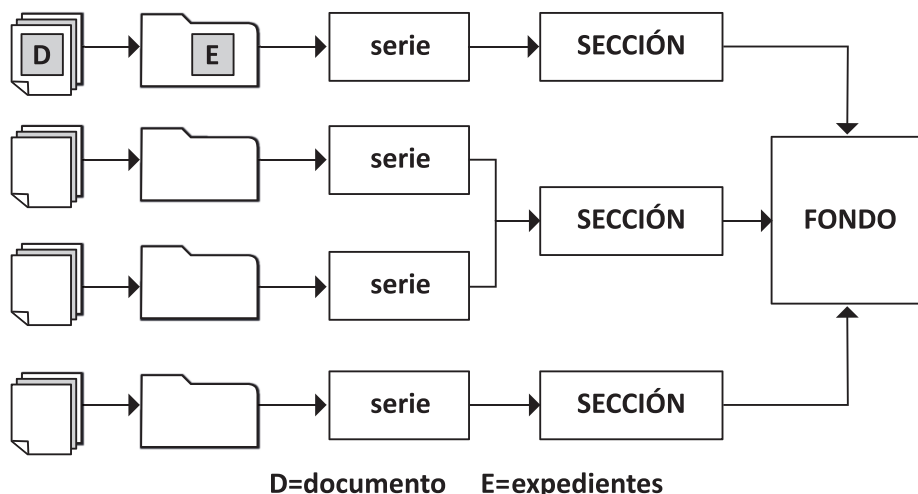 D E serie SECCIÓN
serie
SECCIÓN FONDO
serie
serie SECCIÓN
D=documento E=expedientes